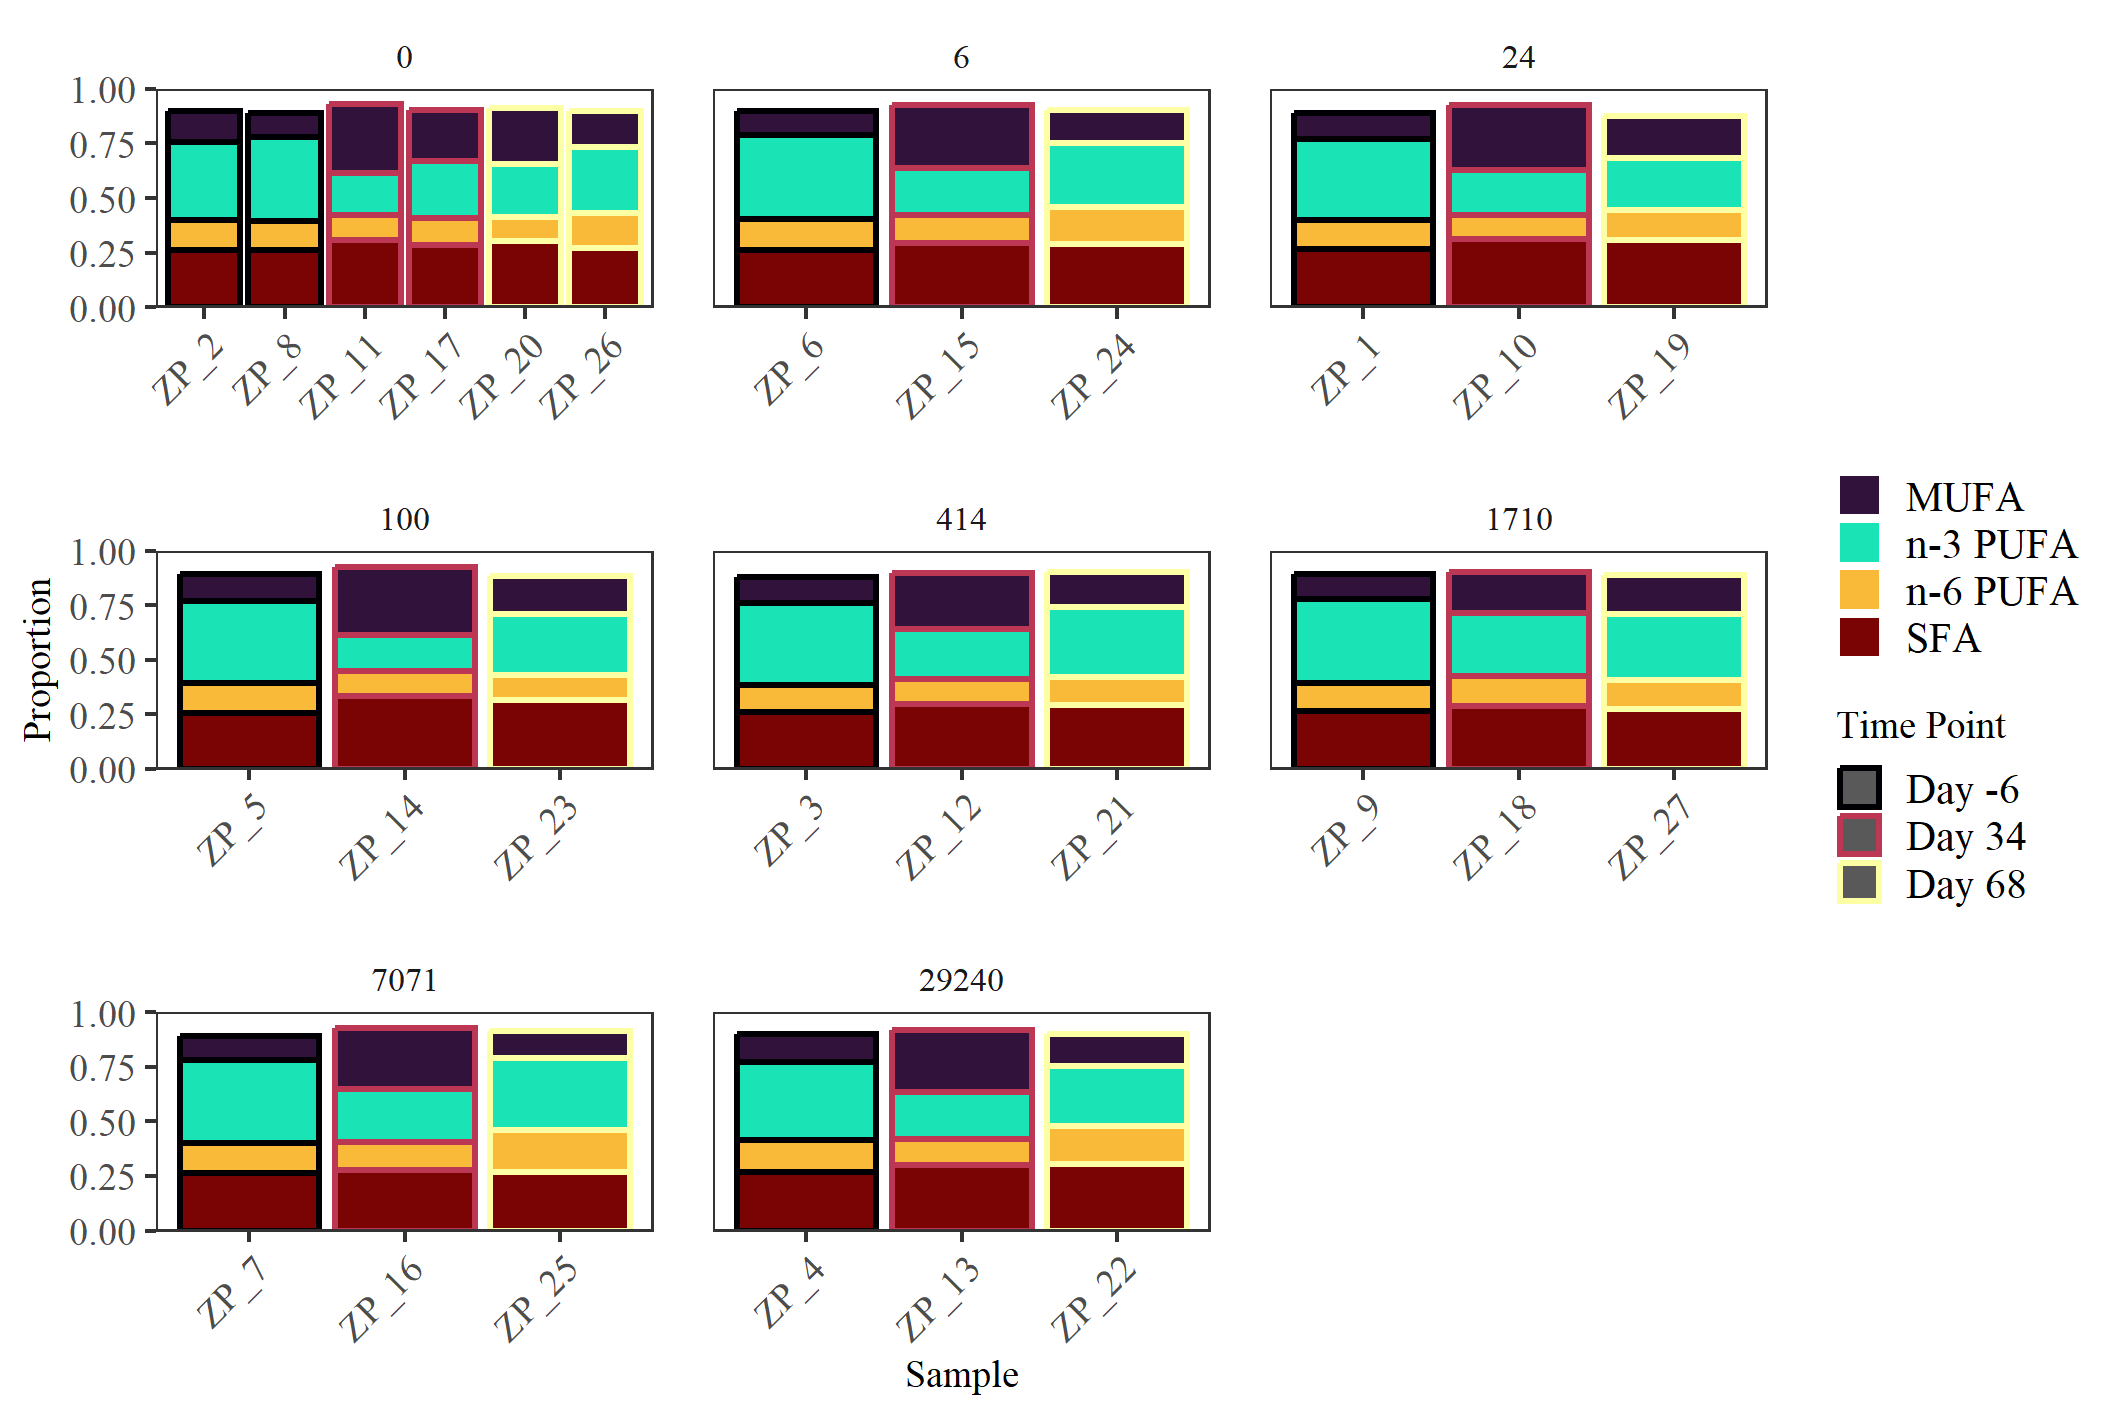 0
6
24
1.00
0.75
0.50
0.25
0.00
ZP_2
ZP_8
ZP_11
ZP_17
ZP_20
ZP_26
ZP_6
ZP_15
ZP_24
ZP_1
ZP_10
ZP_19
100
414
1710
1.00
0.75
0.50
0.25
0.00
ZP_5
ZP_14
ZP_23
ZP_3
ZP_12
ZP_21
ZP_9
ZP_18
ZP_27
7071
29240
1.00
0.75
0.50
0.25
0.00
ZP_7
ZP_16
ZP_25
ZP_4
ZP_13
ZP_22
Proportion
Sample
MUFA
n-3 PUFA
n-6 PUFA
SFA
Time Point
Day -6
Day 34
Day 68